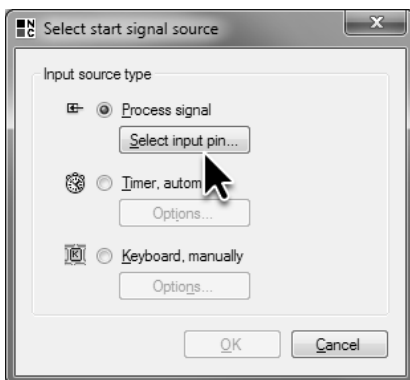 Select start signal source
Input source type
Process signal
Select input pin...
Timer, autom
Options...
Keyboard, manually
Options...
OK Cancel